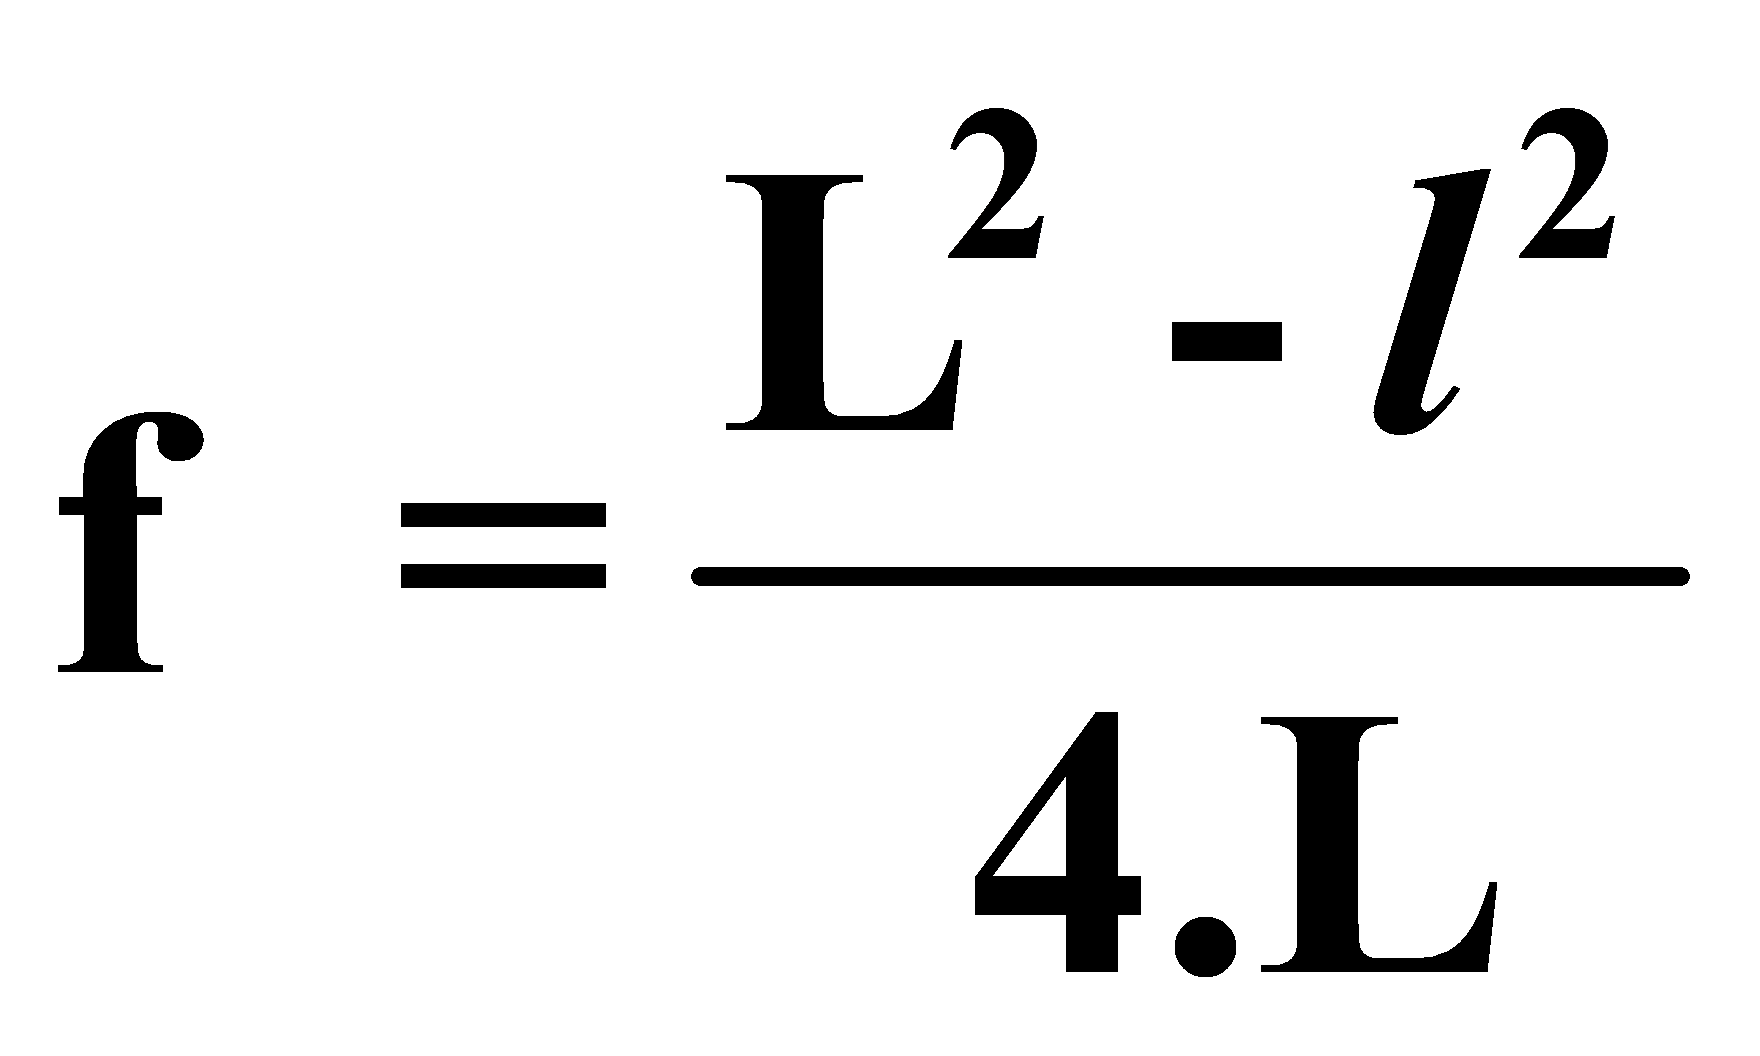 f = L² - l²
4.L